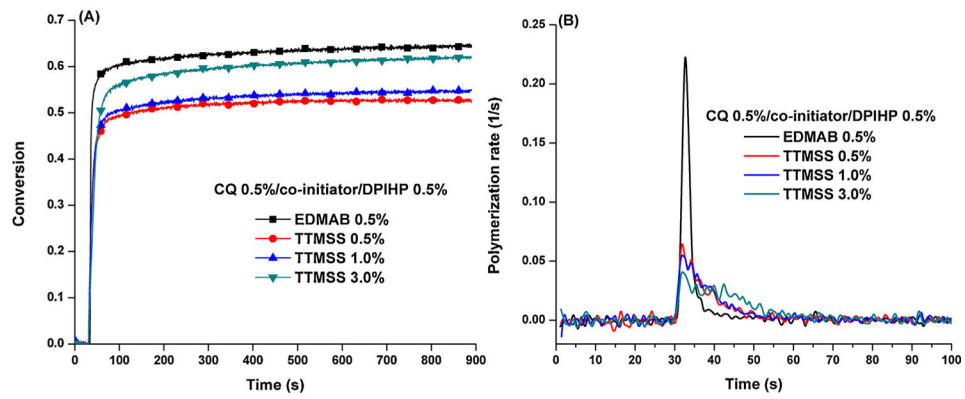 (A)
0.7
0.6
0.5
0.4
0.3
0.2
0.1
0.0
Conversion
CQ 0.5%/co-initiator/DPIHP 0.5%
EDMAB 0.5%
TTMSS 0.5%
TTMSS 1.0%
TTMSS 3.0%
0 100 200 300 400 500 600 700 800 900
Time (s)
(B)
0.25
0.20
0.15
0.10
0.05
0.00
Polymerization rate (1/s)
CQ 0.5%/co-initiator/DPIHP 0.5%
EDMAB 0.5%
TTMSS 0.5%
TTMSS 1.0%
TTMSS 3.0%
0 10 20 30 40 50 60 70 80 90 100
Time (s)